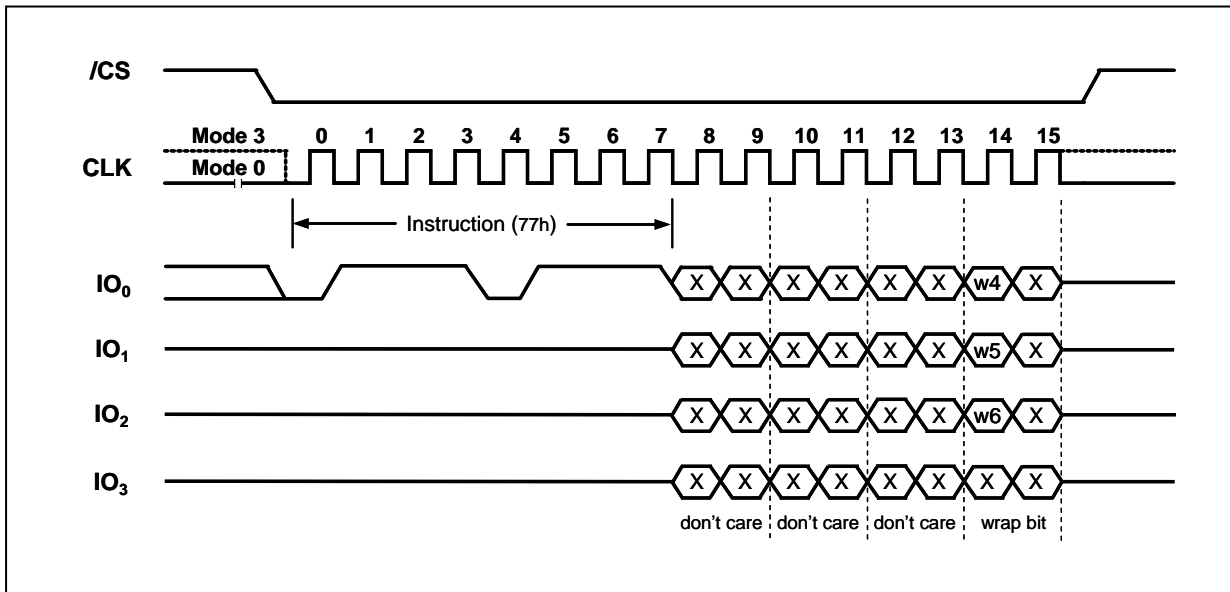 /CS
Mode 3 0 1 2 3 4 5 6 7 8 9 10 11 12 13 14 15
CLK Mode 0
Instruction (77h)
IO₀ X X X X X X w4 X
IO₁ X X X X X X w5 X
IO₂ X X X X X X w6 X
IO₃ X X X X X X X X
don't care don't care don't care wrap bit